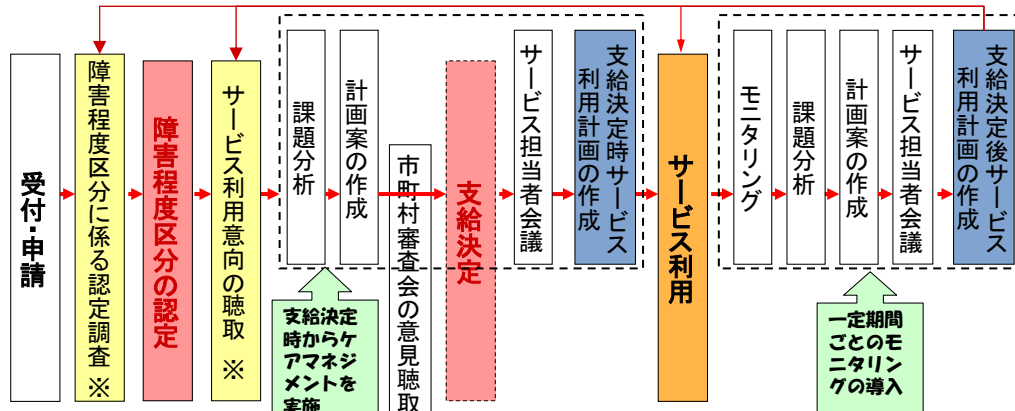 受付・申請
障害程度区分に係る認定調査 ※
障害程度区分の認定
サービス利用意向の聴取 ※
課題分析
計画案の作成
市町村審査会の意見聴取
支給決定
サービス担当者会議
支給決定時サービス
利用計画の作成
サービス利用
モニタリング
課題分析
計画案の作成
サービス担当者会議
支給決定後サービス
利用計画の作成
支給決定
時からケ
アマネジ
メントを
実施
一定期間
ごとのモ
ニタリン
グの導入